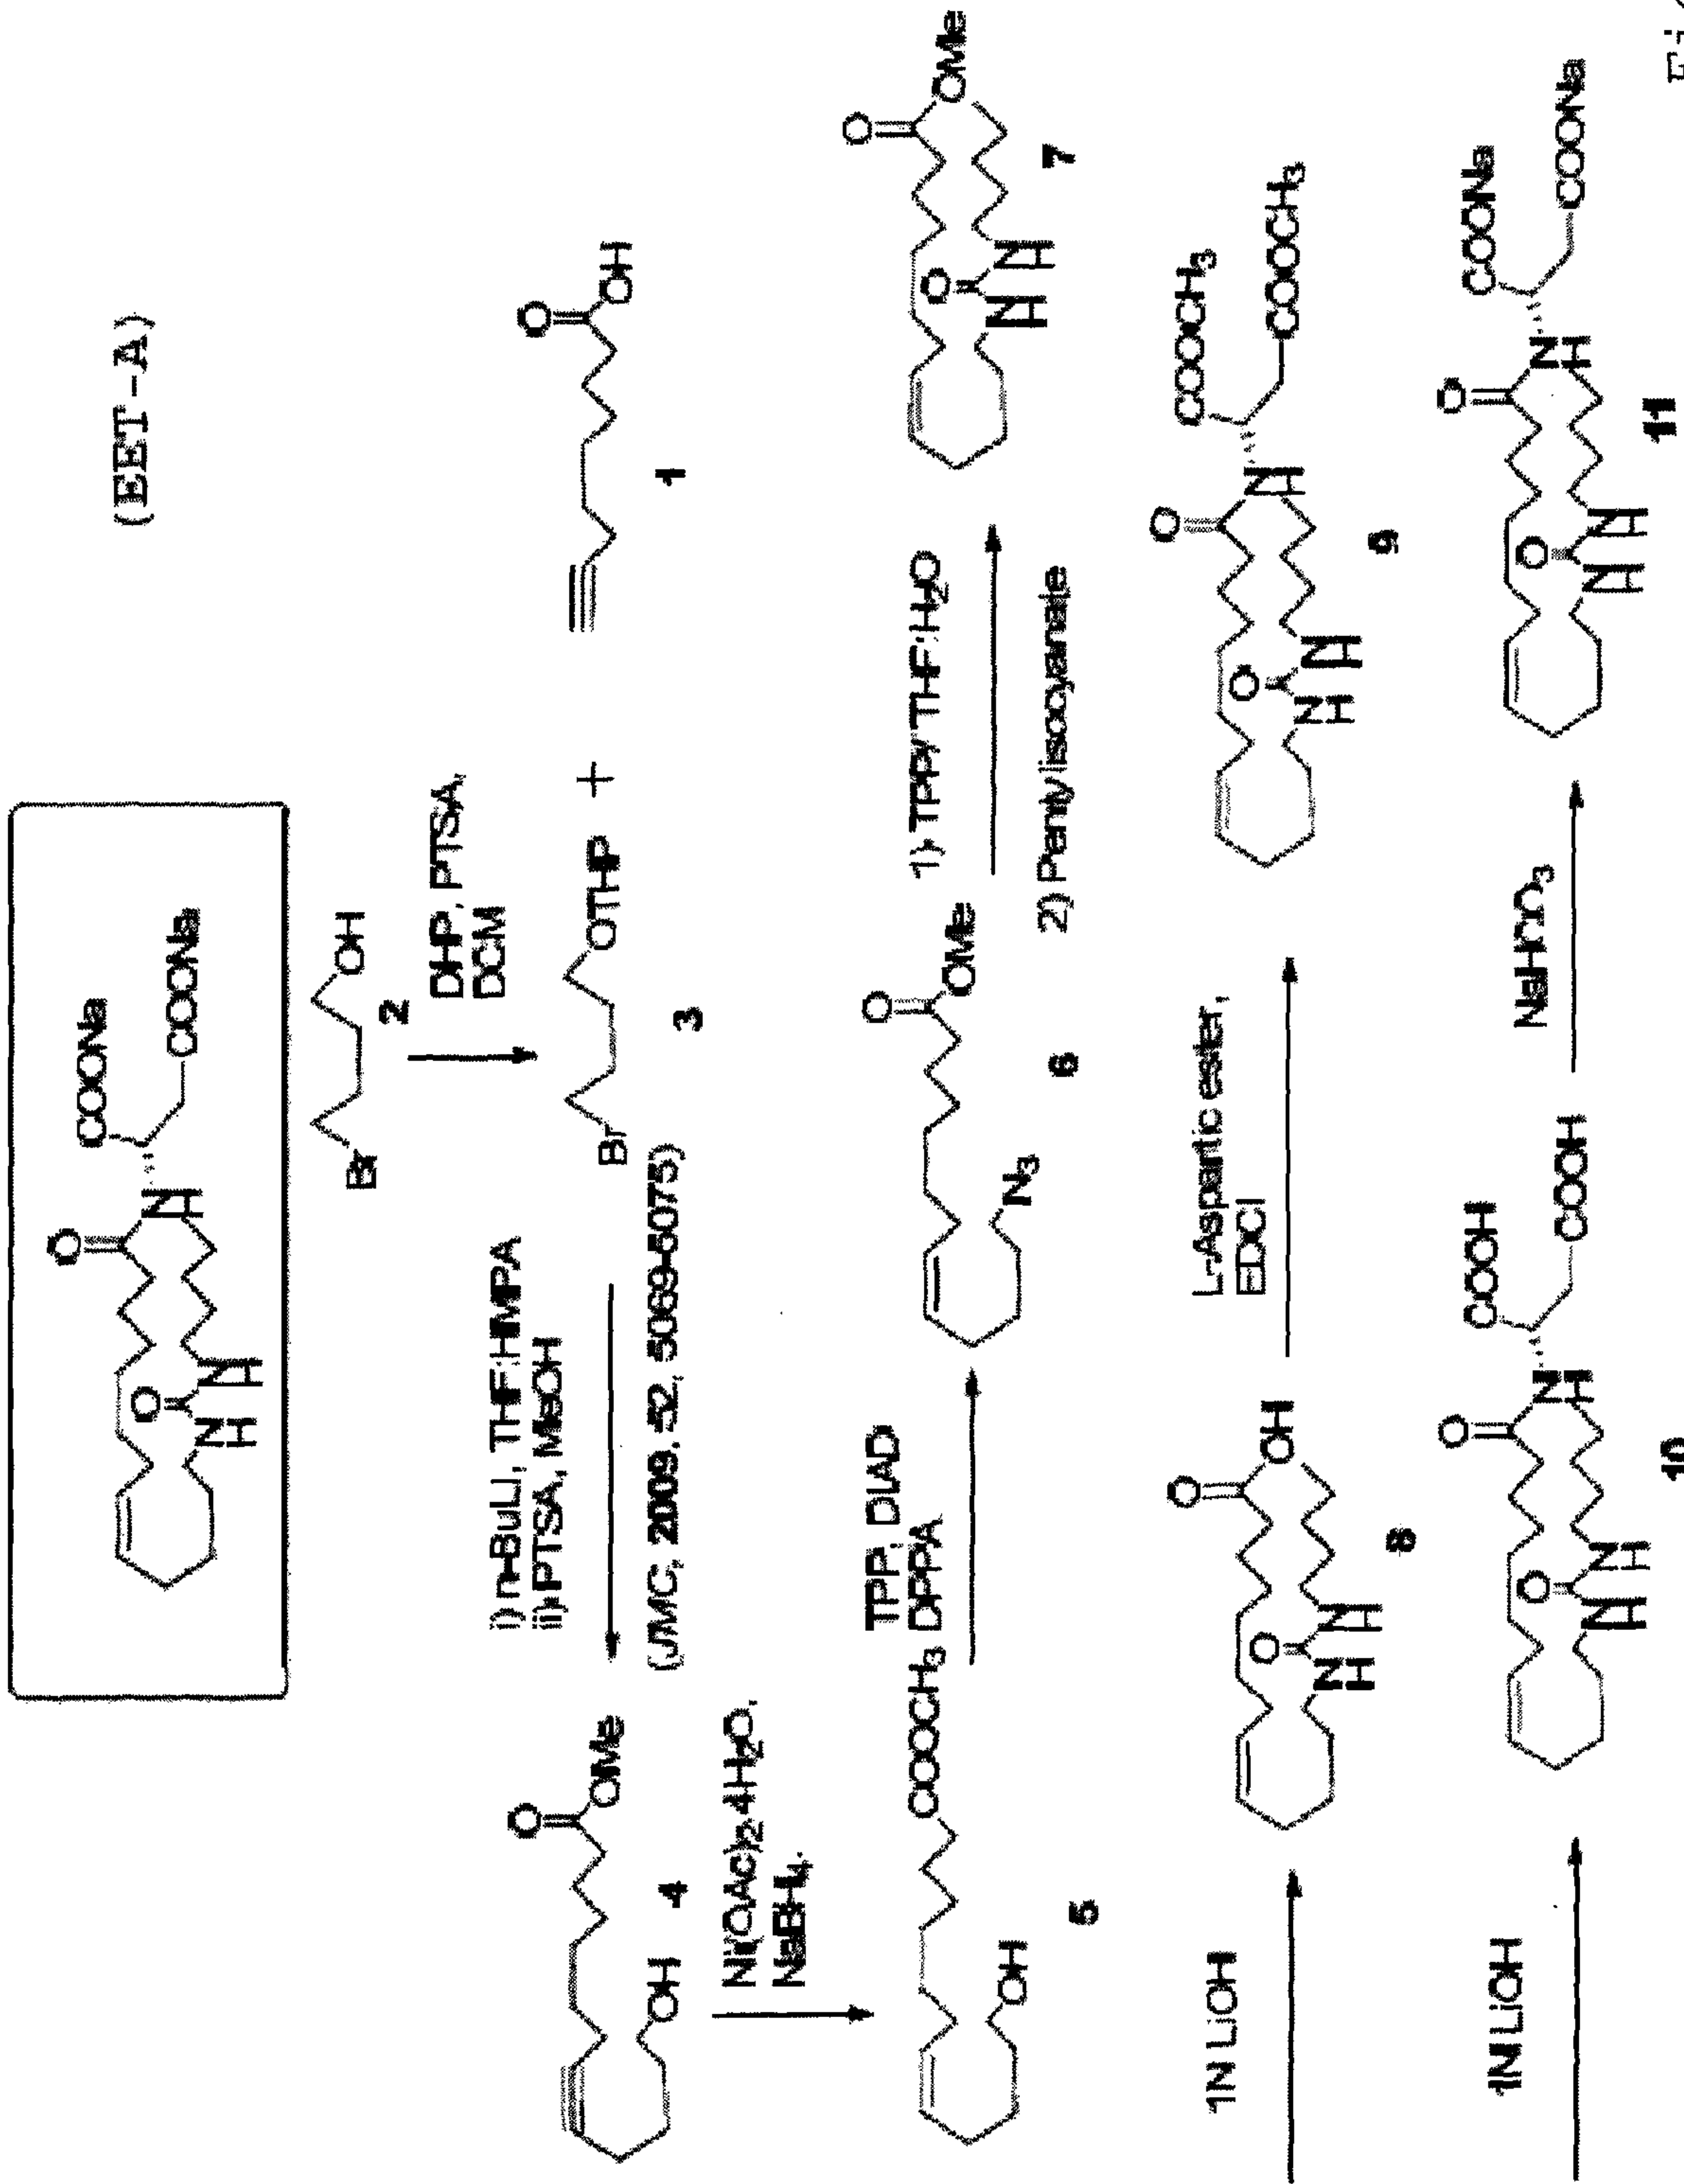 (EET-A)
O
N
H
N
H
N
H
COONa
COONa
Br
OH
2
DHP, PTSA,
DCM
Br
OTHP
+
3
O
OH
1
i) n-BuLi, THF:HMPA
ii) PTSA, MeOH
(JMC, 2009, 52, 5069-5075)
O
OMe
OH
4
Ni(OAc)2.4H2O,
NaBH4.
COOCH3
OH
5
TPP, DIAD
DPPA
O
OMe
N3
6
1) TPP/ THF:H2O
2) Pentylisocyanate
O
OMe
O
N
H
N
H
7
1N LiOH
O
OH
O
N
H
N
H
8
L-Aspartic ester,
EDCI
O
N
H
COOCH3
COOCH3
O
N
H
N
H
9
1N LiOH
O
N
H
COOH
COOH
O
N
H
N
H
10
NaHCO3
O
N
H
COONa
COONa
O
N
H
N
H
11